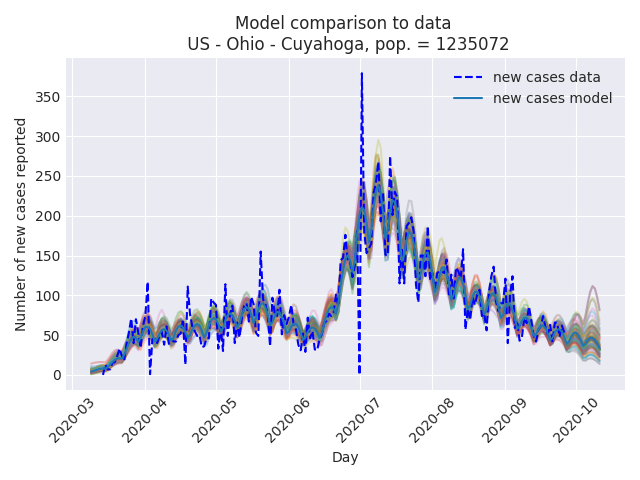 Model comparison to data
US - Ohio - Cuyahoga, pop. = 1235072
new cases data
new cases model
Number of new cases reported
350
300
250
200
150
100
50
0
2020-03
2020-04
2020-05
2020-06
2020-07
2020-08
2020-09
2020-10
Day